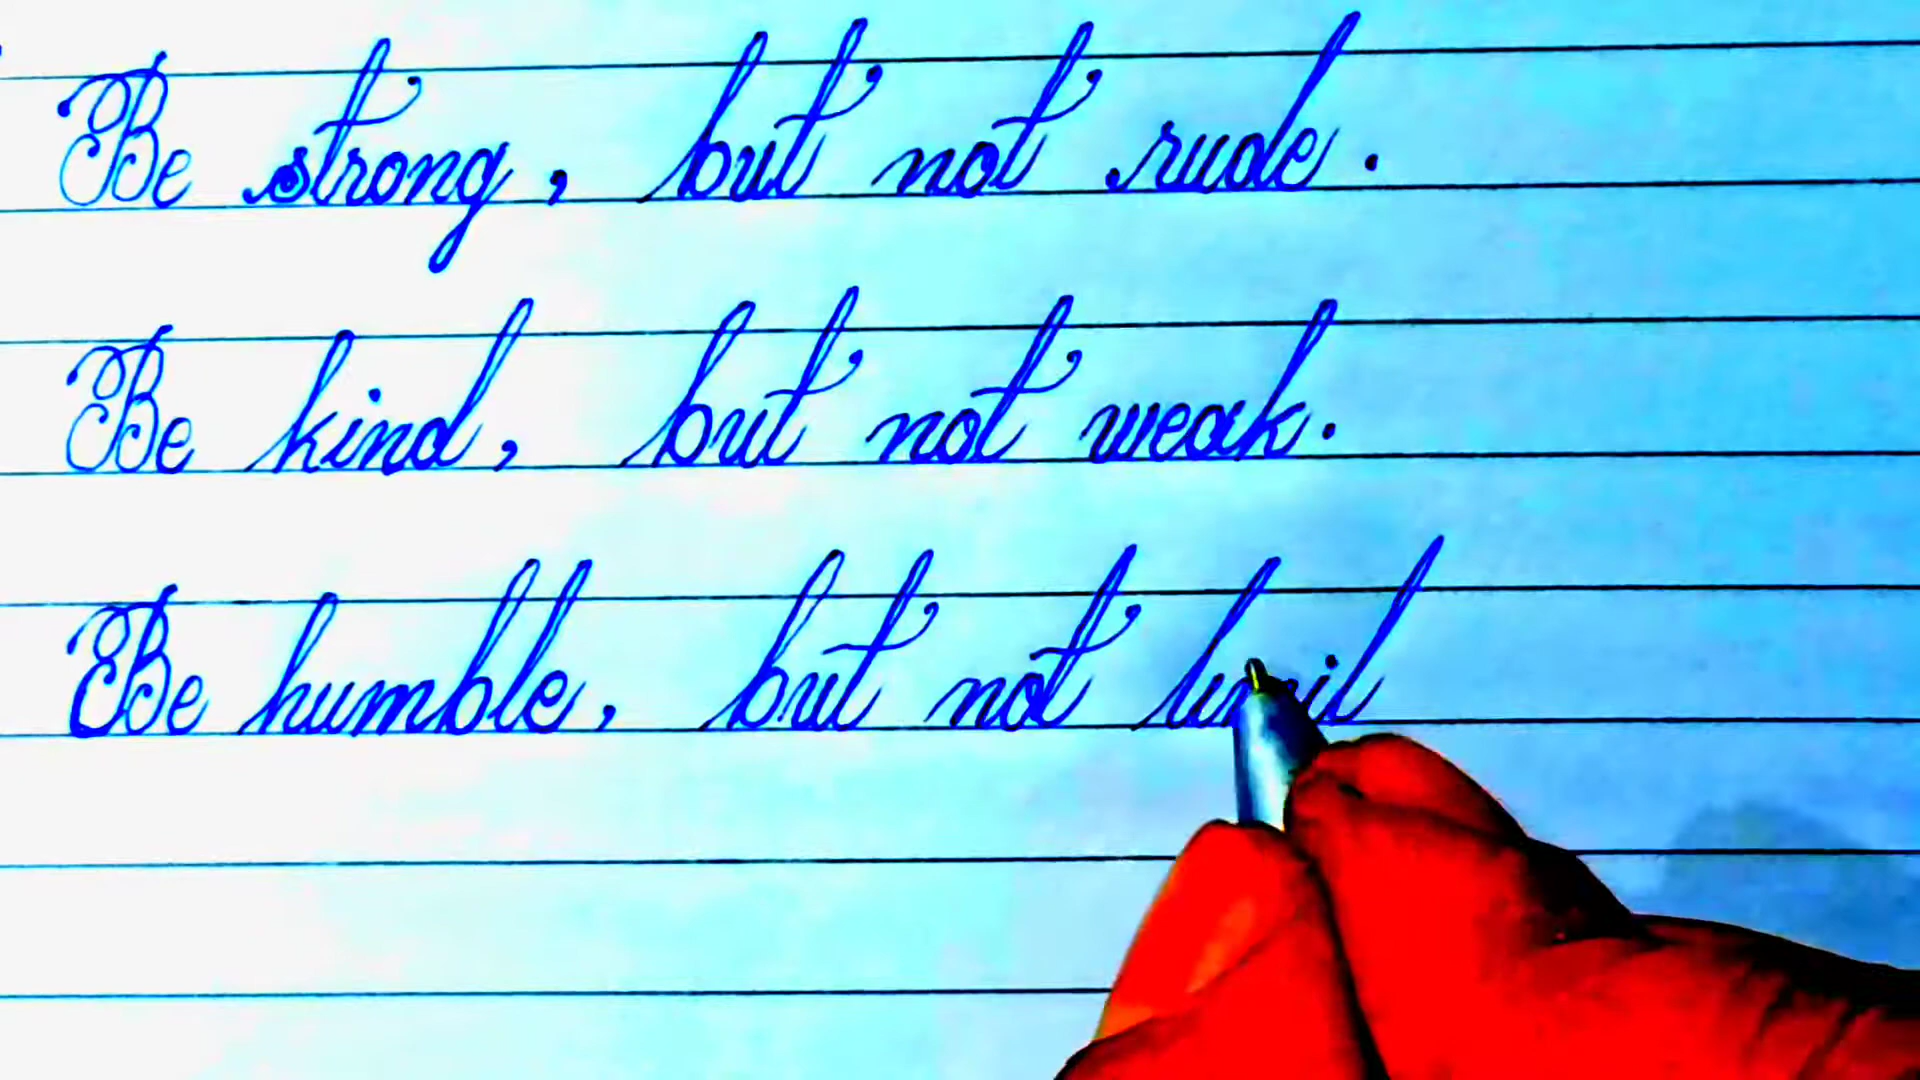 Be strong, but not rude.
Be kind, but not weak.
Be humble, but not